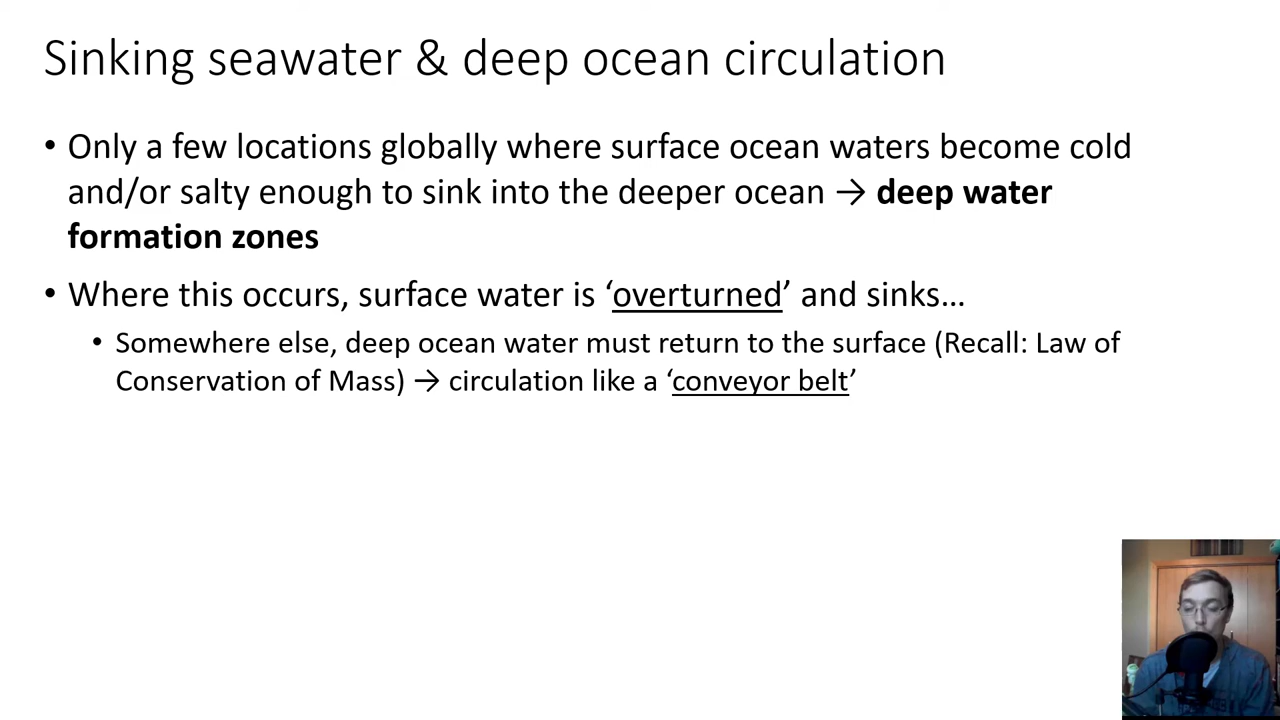 Sinking seawater & deep ocean circulation
• Only a few locations globally where surface ocean waters become cold
and/or salty enough to sink into the deeper ocean → deep water
formation zones
• Where this occurs, surface water is ‘overturned’ and sinks…
• Somewhere else, deep ocean water must return to the surface (Recall: Law of
Conservation of Mass) → circulation like a ‘conveyor belt’